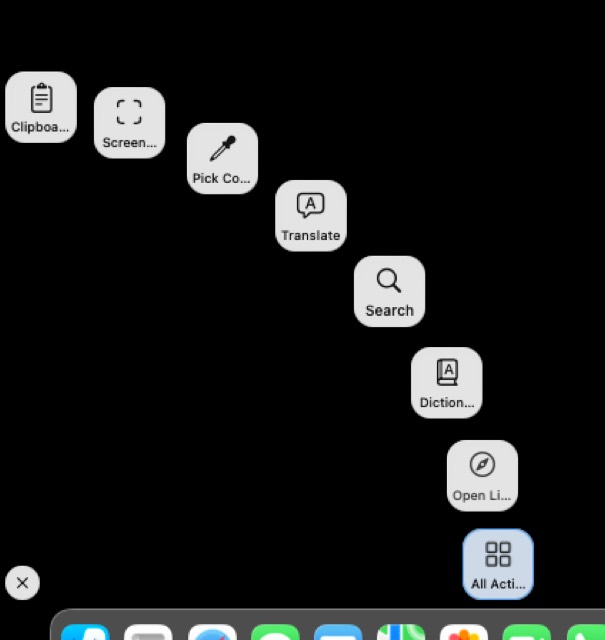 Clipboa...
Screen...
Pick Co...
A
Translate
Search
A
Diction...
Open Li...
All Acti...